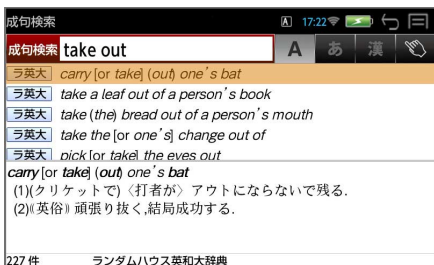 成句検索 A 17:22
成句検索 take out A あ 漢
ラ英大 carry [or take] (out) one's bat
ラ英大 take a leaf out of a person's book
ラ英大 take (the) bread out of a person's mouth
ラ英大 take the [or one's] change out of
ラ英大 pick [or take] the eyes out
carry [or take] (out) one's bat
(1)(クリケットで)〈打者が〉アウトにならないで残る.
(2)《英俗》頑張り抜く,結局成功する.
227 件 ランダムハウス英和大辞典